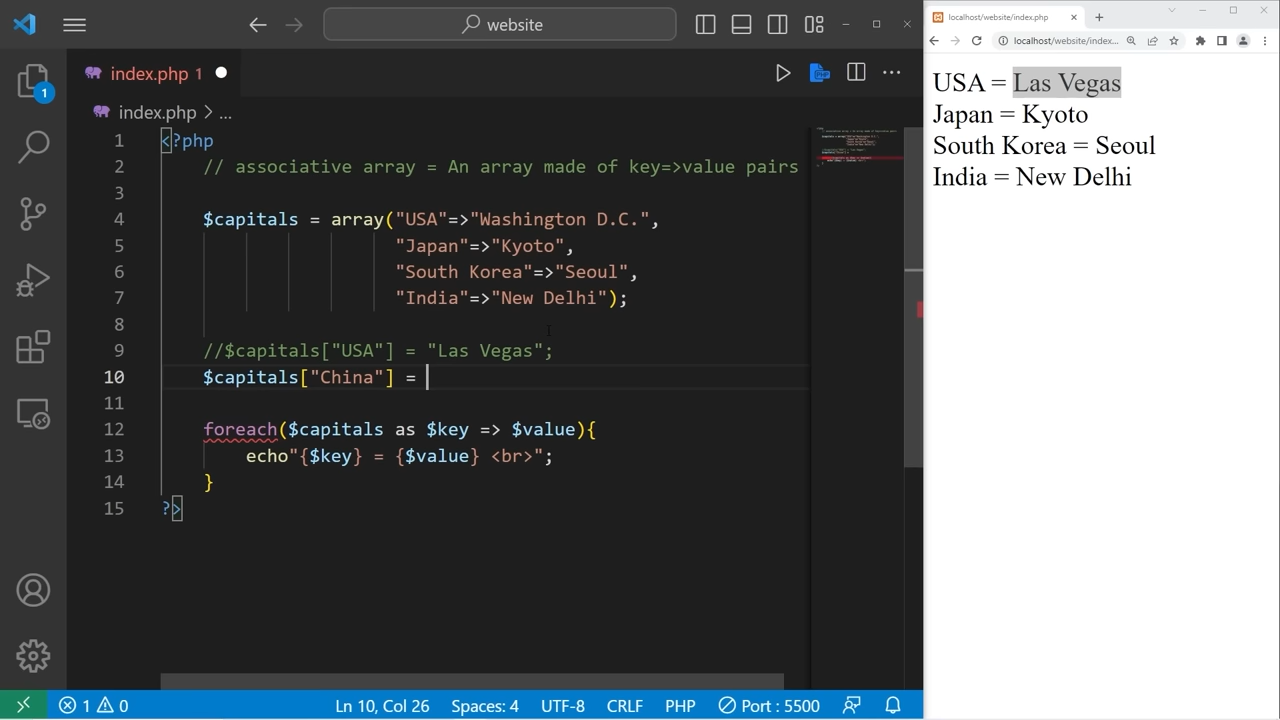 website
index.php 1
index.php > ...
1 <?php
2 // associative array = An array made of key=>value pairs
3
4 $capitals = array("USA"=>"Washington D.C.",
5 "Japan"=>"Kyoto",
6 "South Korea"=>"Seoul",
7 "India"=>"New Delhi");
8
9 //$capitals["USA"] = "Las Vegas";
10 $capitals["China"] =
11
12 foreach($capitals as $key => $value){
13 echo"{$key} = {$value} <br>";
14 }
15 ?>
1
1 0 Ln 10, Col 26 Spaces: 4 UTF-8 CRLF PHP Port : 5500
localhost/website/index.php
localhost/website/index...
USA = Las Vegas
Japan = Kyoto
South Korea = Seoul
India = New Delhi